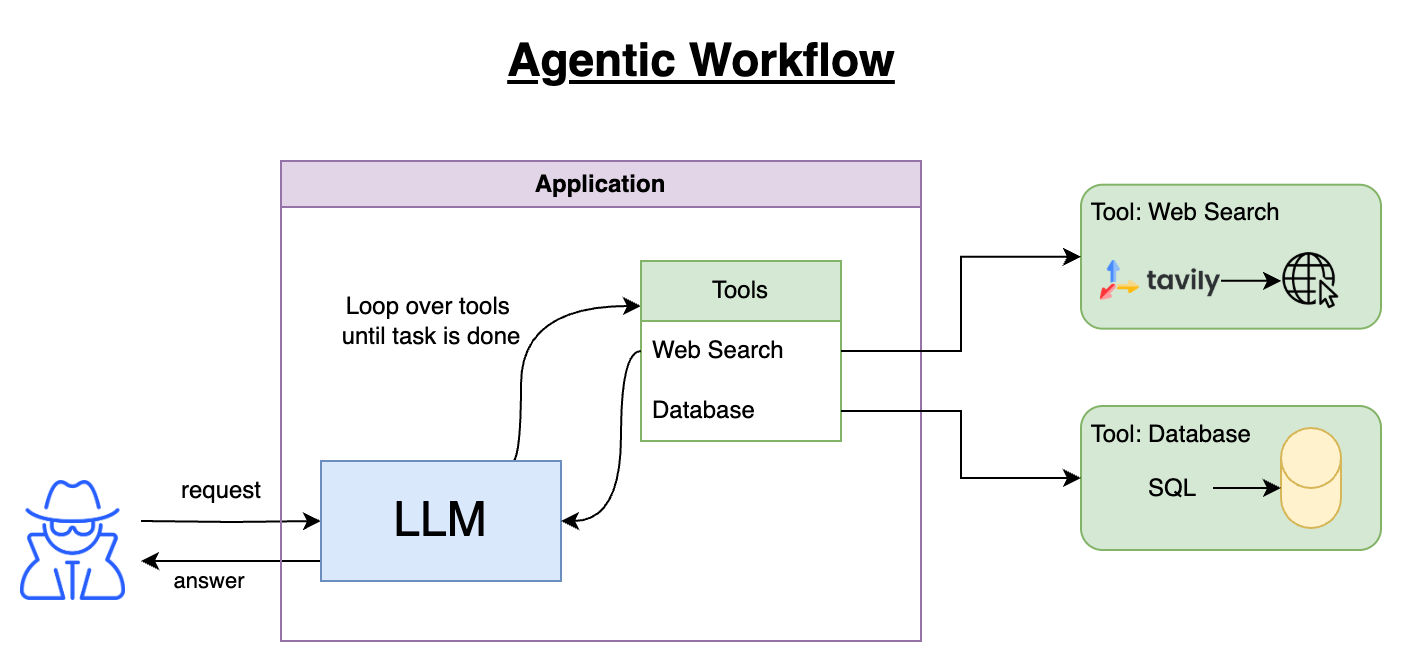 Agentic Workflow
Application
Tool: Web Search
tavily
Tools
Loop over tools
until task is done
Web Search
Database
Tool: Database
SQL
request
LLM
answer